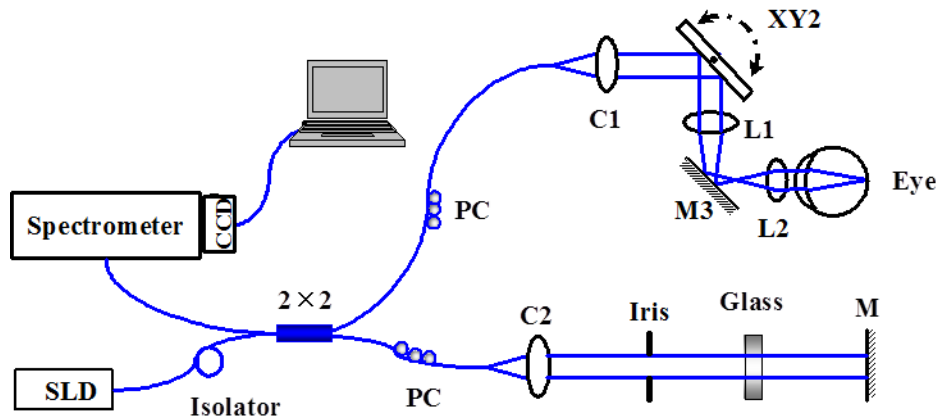 XY2
C1
L1
Eye
M3
L2
PC
Spectrometer
CCD
2×2
C2
Iris
Glass
M
PC
SLD
Isolator